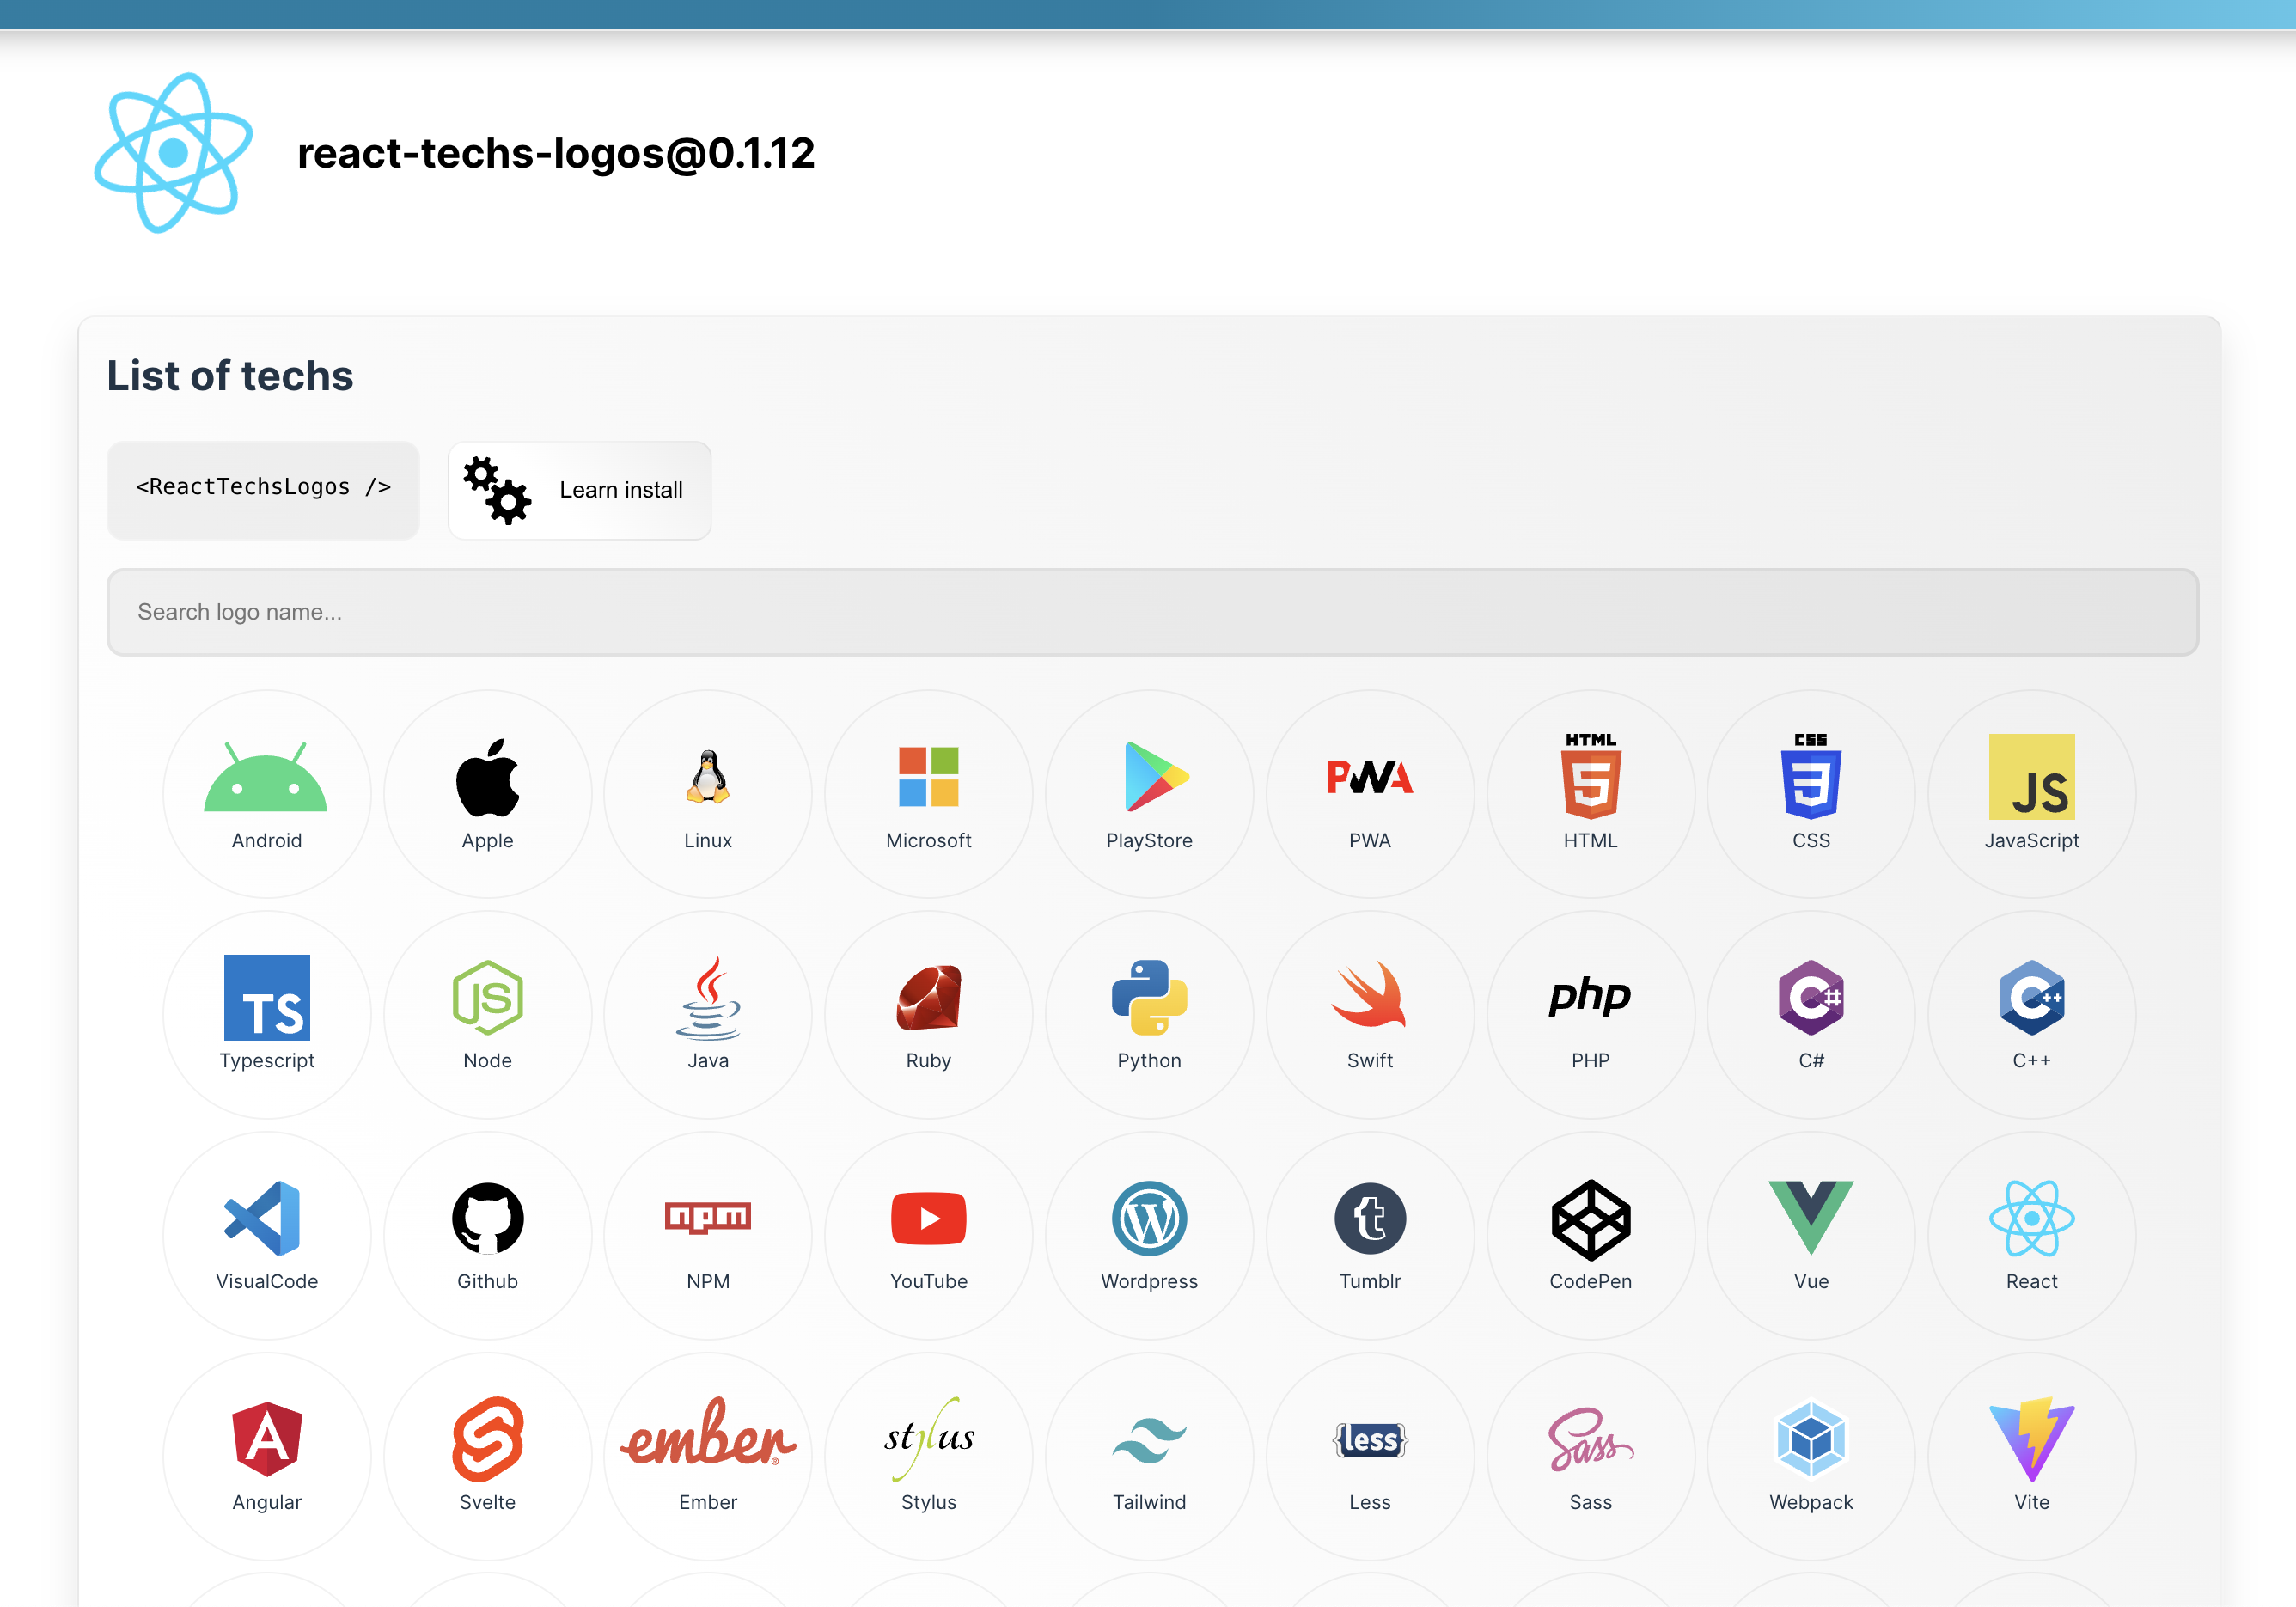 react-techs-logos@0.1.12
List of techs
<ReactTechsLogos />
Learn install
Search logo name...
PWA
HTML
CSS
JS
Android
Apple
Linux
Microsoft
PlayStore
PWA
HTML
CSS
JavaScript
TS
JS
php
C#
C++
Typescript
Node
Java
Ruby
Python
Swift
PHP
C#
C++
npm
W
t
VisualCode
Github
NPM
YouTube
Wordpress
Tumblr
CodePen
Vue
React
A
ember®
stylus
{less}
Sass
Angular
Svelte
Ember
Stylus
Tailwind
Less
Sass
Webpack
Vite